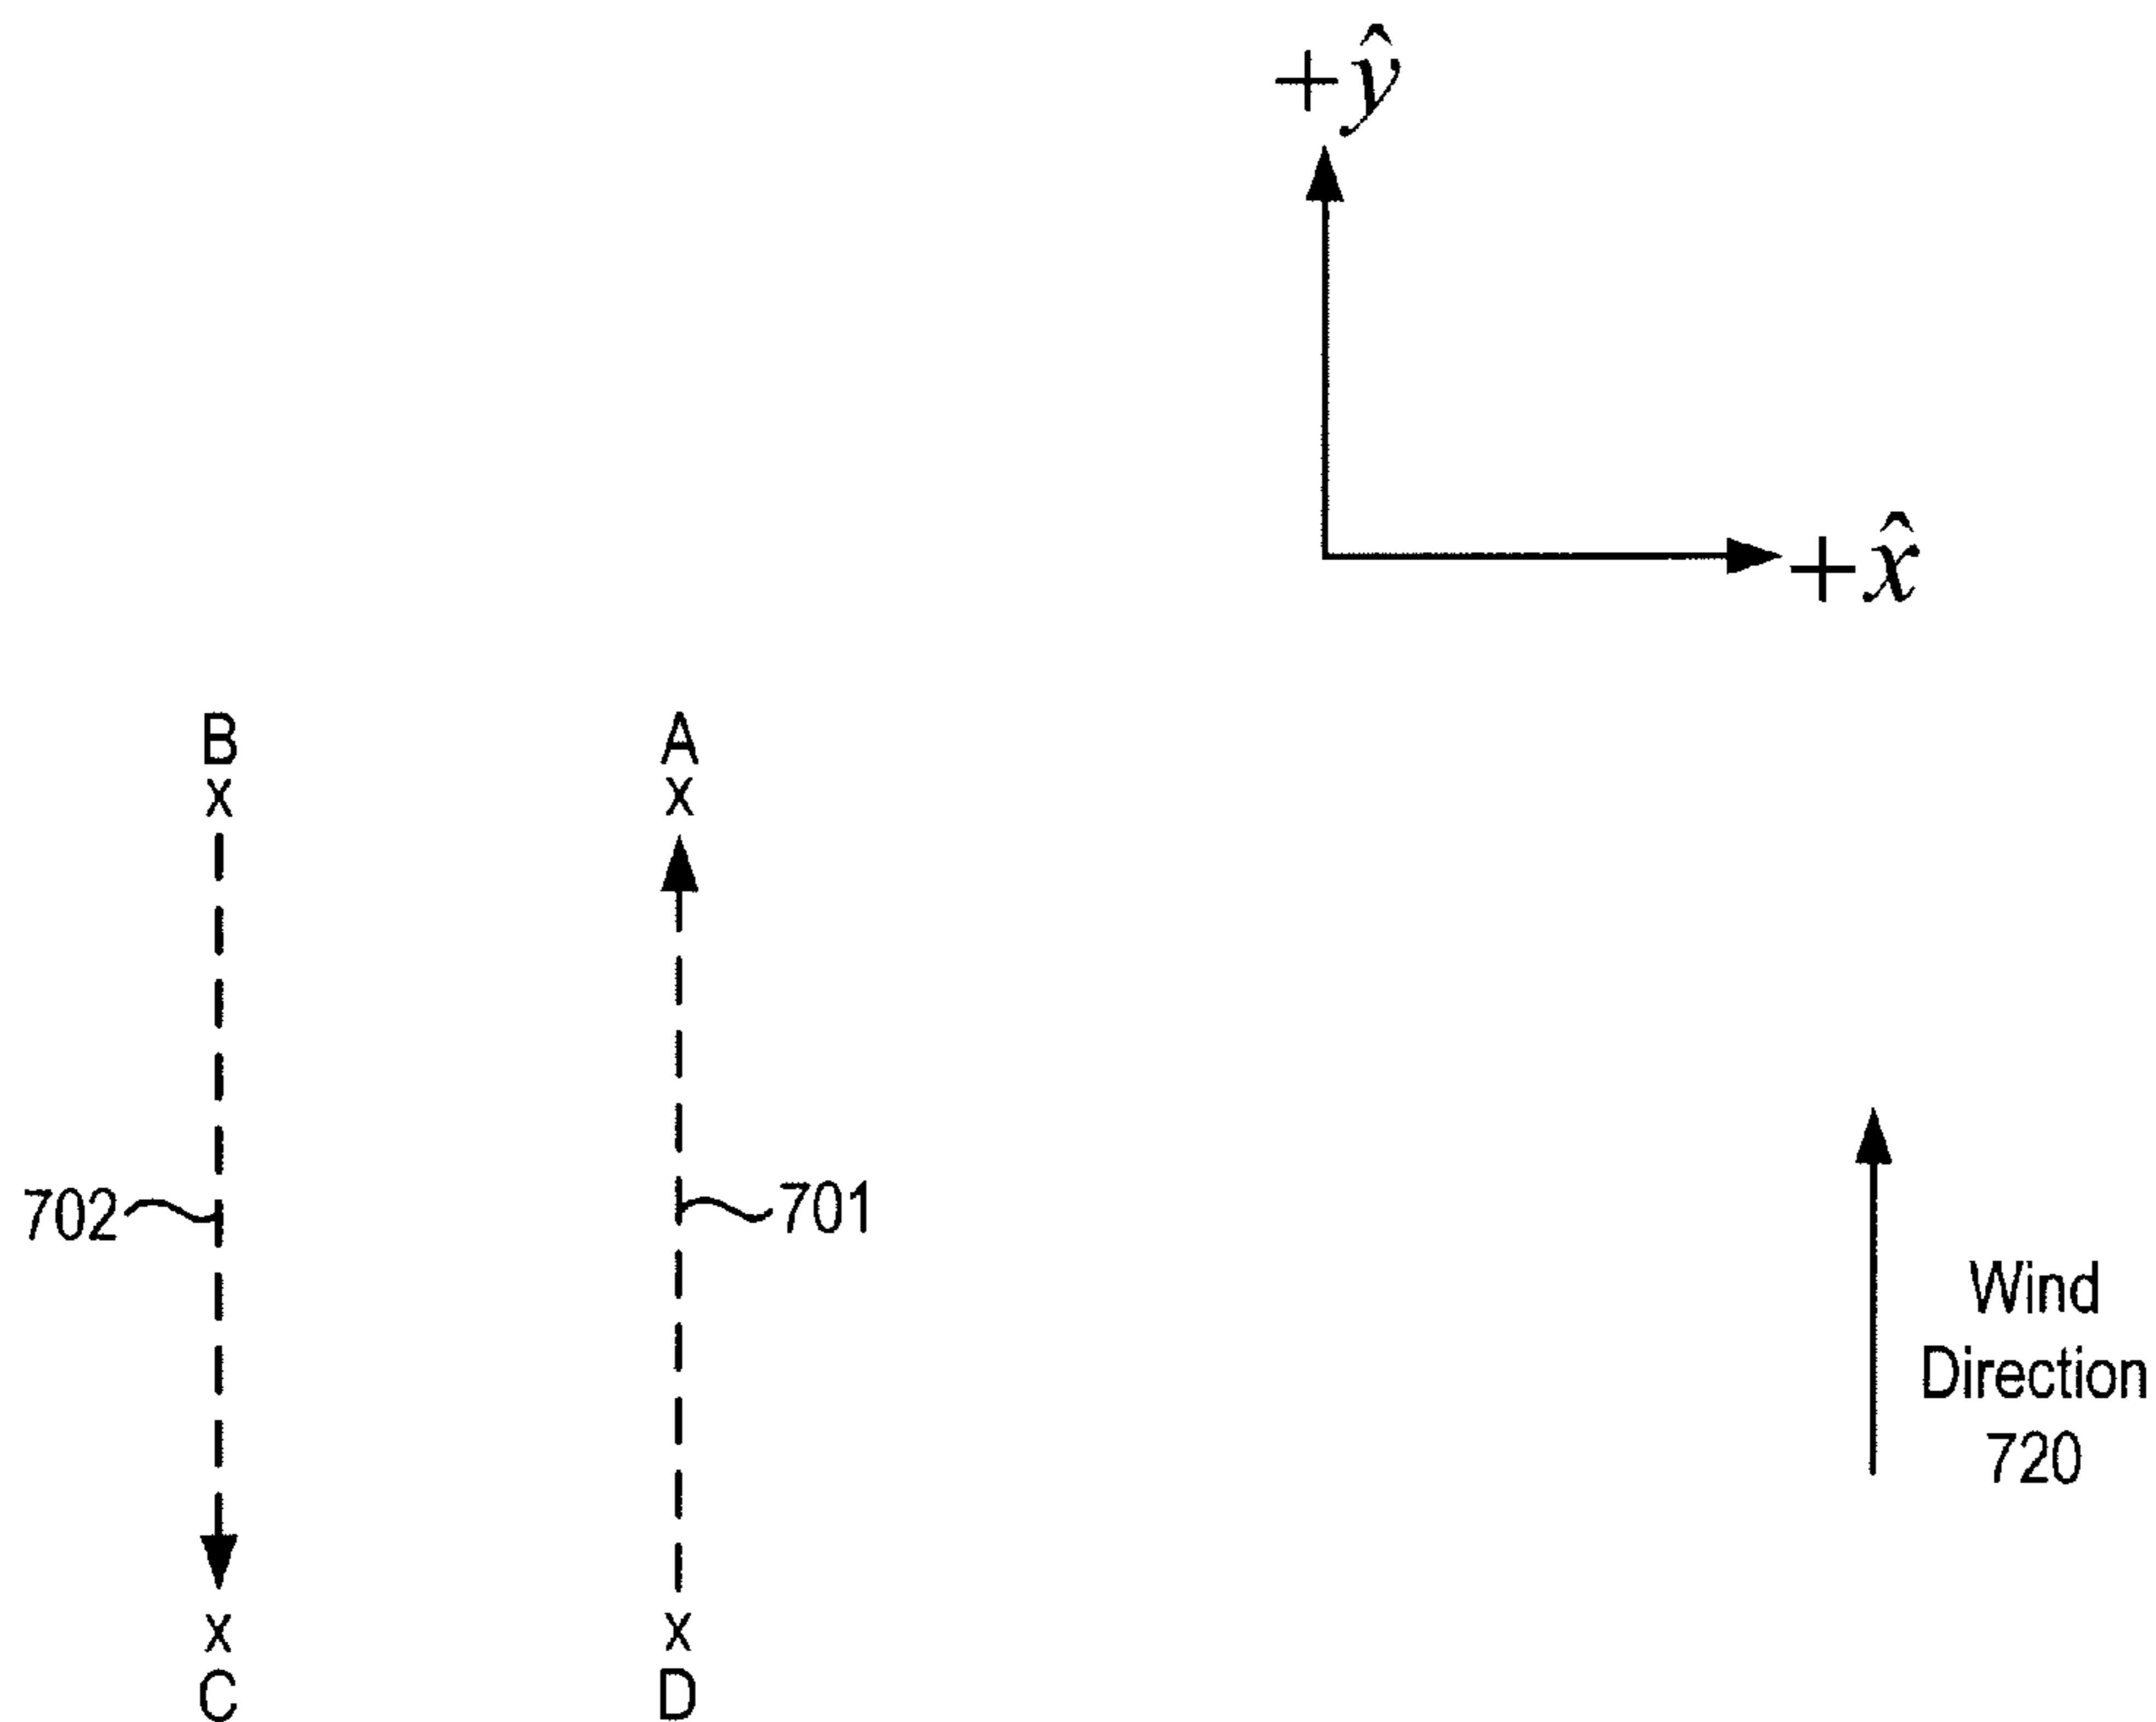 +ŷ
+x̂
B A
x x
702 701
Wind
Direction
720
x x
C D